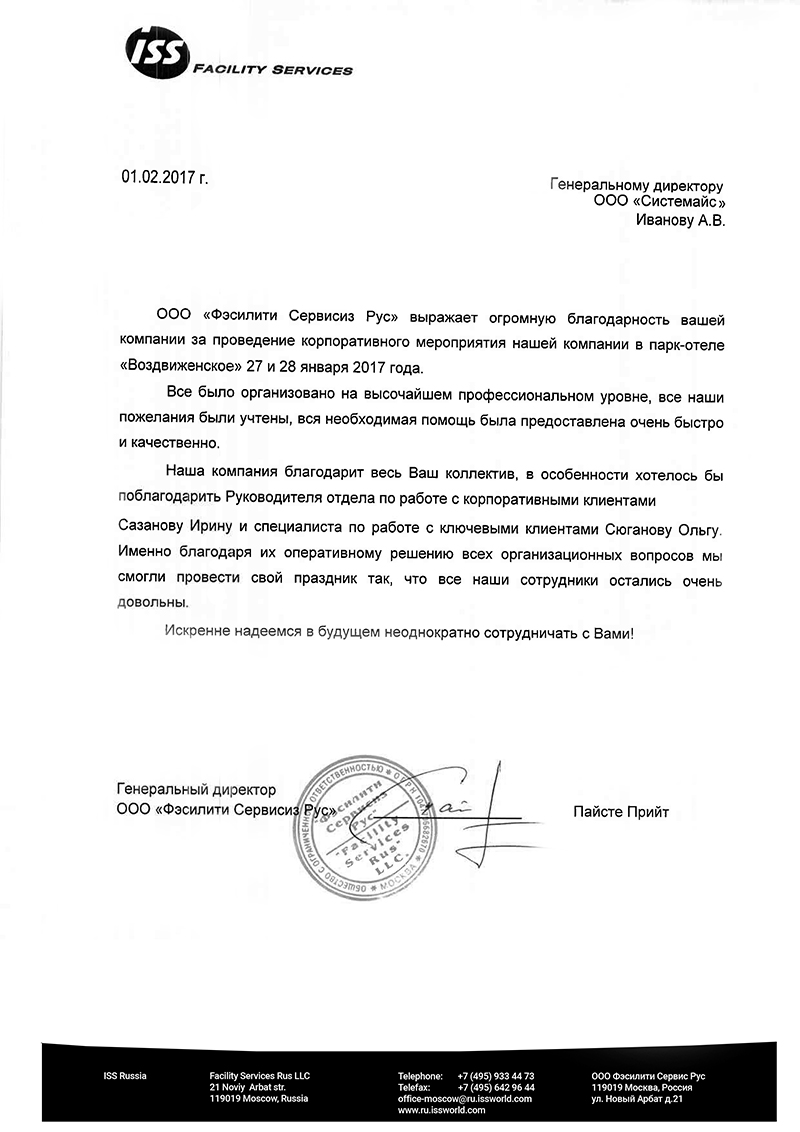 ISS
FACILITY SERVICES
01.02.2017 г.
Генеральному директору
ООО «Системайс»
Иванову А.В.
ООО «Фэсилити Сервисиз Рус» выражает огромную благодарность вашей
компании за проведение корпоративного мероприятия нашей компании в парк-отеле
«Воздвиженское» 27 и 28 января 2017 года.
Все было организовано на высочайшем профессиональном уровне, все наши
пожелания были учтены, вся необходимая помощь была предоставлена очень быстро
и качественно.
Наша компания благодарит весь Ваш коллектив, в особенности хотелось бы
поблагодарить Руководителя отдела по работе с корпоративными клиентами
Сазанову Ирину и специалиста по работе с ключевыми клиентами Сюганову Ольгу.
Именно благодаря их оперативному решению всех организационных вопросов мы
смогли провести свой праздник так, что все наши сотрудники остались очень
довольны.
Искренне надеемся в будущем неоднократно сотрудничать с Вами!
Генеральный директор
ООО «Фэсилити Сервисиз Рус»
Пайсте Прийт
ОБЩЕСТВО С ОГРАНИЧЕННОЙ ОТВЕТСТВЕННОСТЬЮ * ОГРН
* МОСКВА *
"Фэсилити
Сервисиз
Рус"
"Facility
Services
Rus"
LLC.
ISS Russia
Facility Services Rus LLC
21 Noviy Arbat str.
119019 Moscow, Russia
Telephone: +7 (495) 933 44 73
Telefax: +7 (495) 642 96 44
office-moscow@ru.issworld.com
www.ru.issworld.com
ООО Фэсилити Сервис Рус
119019 Москва, Россия
ул. Новый Арбат д.21